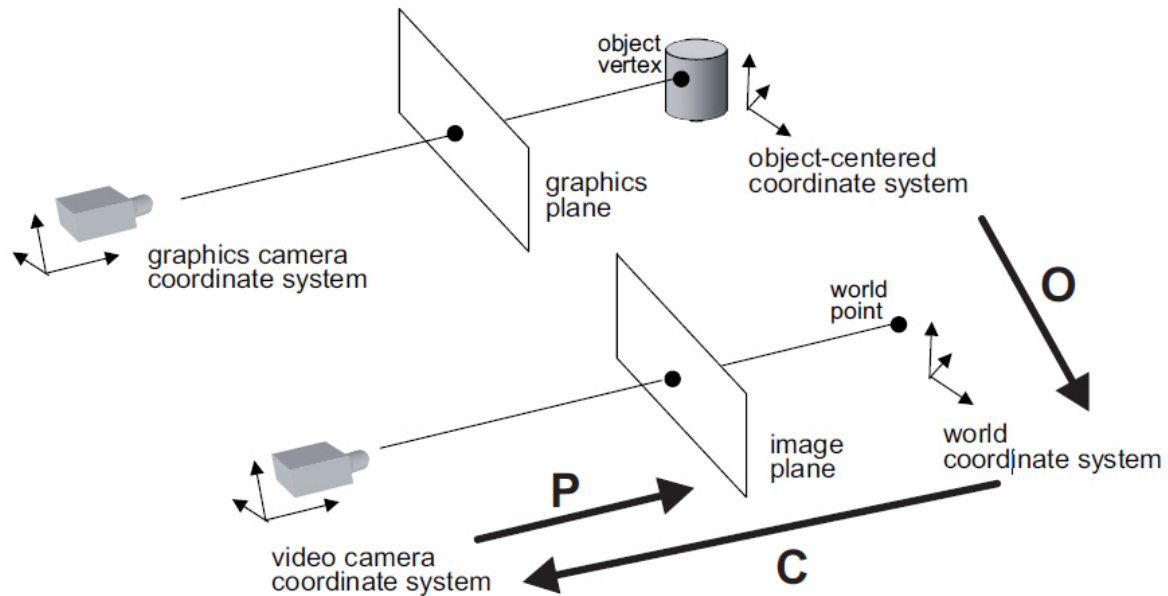 object
vertex
object-centered
coordinate system
graphics
plane
graphics camera
coordinate system
O
world
point
world
coordinate system
image
plane
P
video camera
coordinate system
C